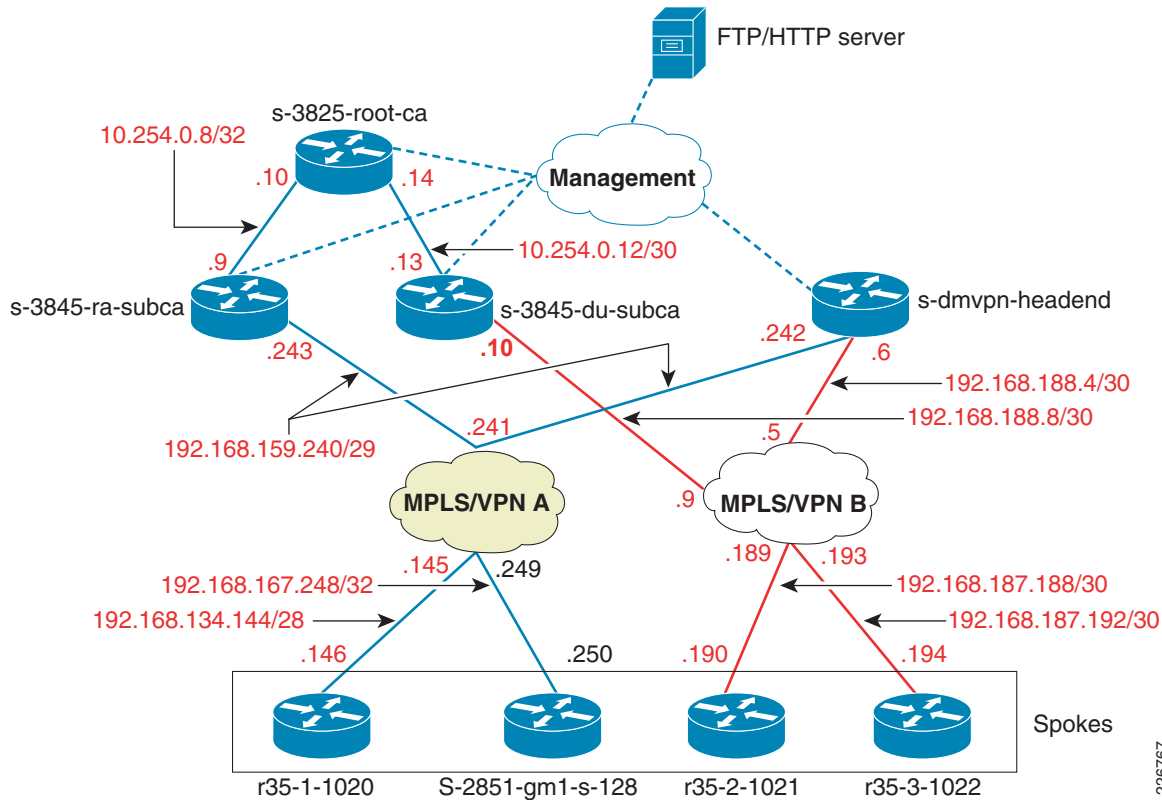 FTP/HTTP server
s-3825-root-ca
10.254.0.8/32
.10
.14
Management
.9
.13
10.254.0.12/30
s-3845-ra-subca
s-3845-du-subca
s-dmvpn-headend
.243
.10
.242
.6
192.168.188.4/30
192.168.188.8/30
192.168.159.240/29
.241
.5
MPLS/VPN A
.9
MPLS/VPN B
.145
.249
.189
.193
192.168.167.248/32
192.168.187.188/30
192.168.134.144/28
192.168.187.192/30
.146
.250
.190
.194
Spokes
r35-1-1020
S-2851-gm1-s-128
r35-2-1021
r35-3-1022
226767